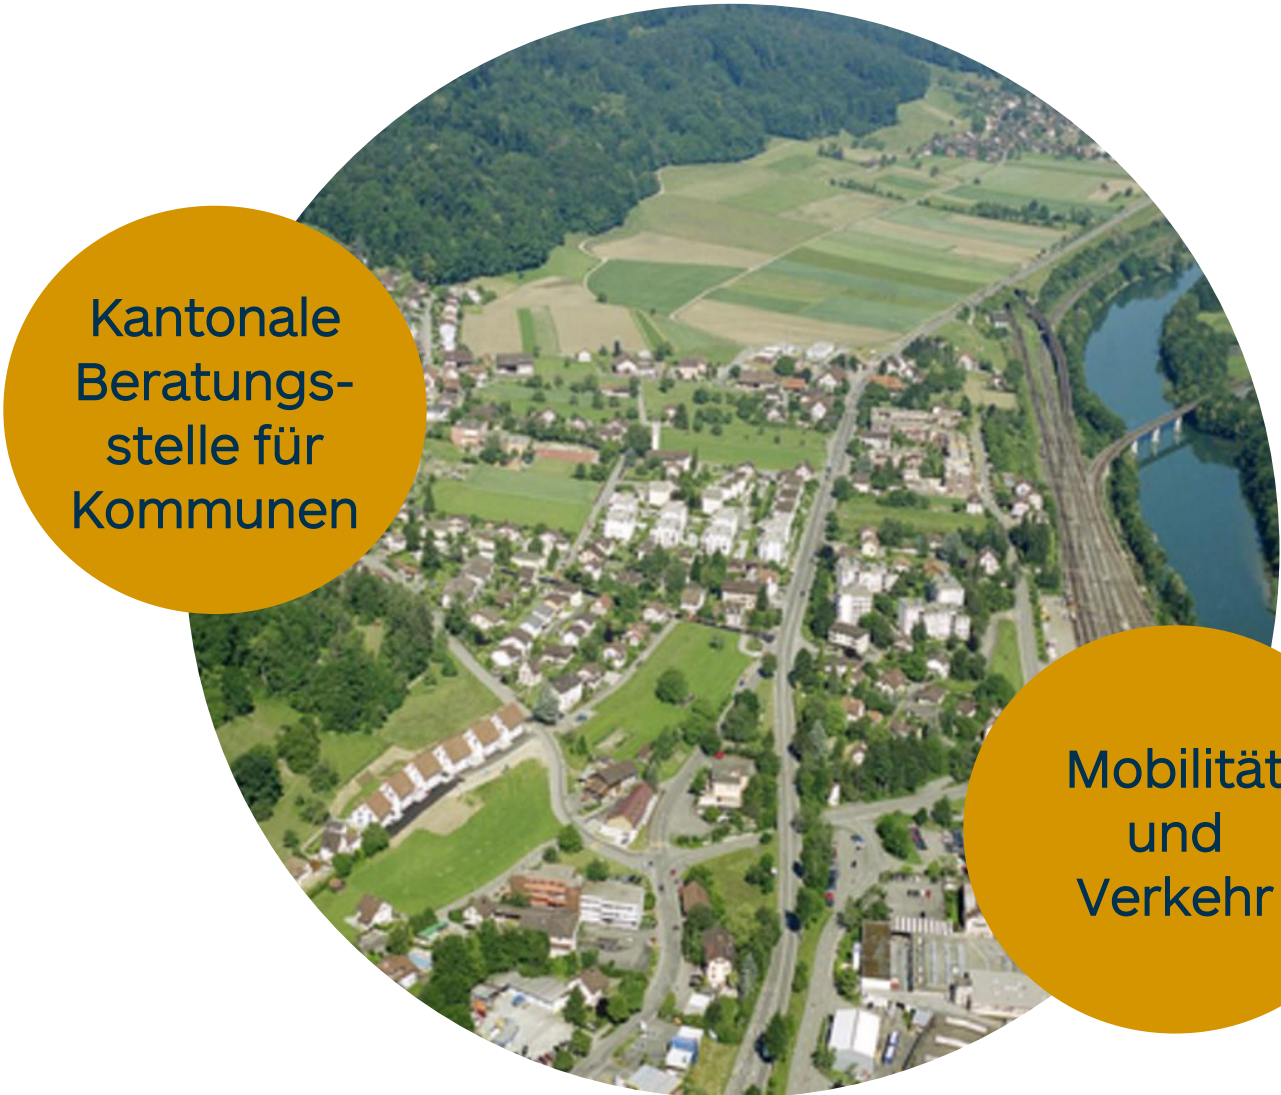 Kantonale
Beratungs-
stelle für
Kommunen
Mobilität
und
Verkehr